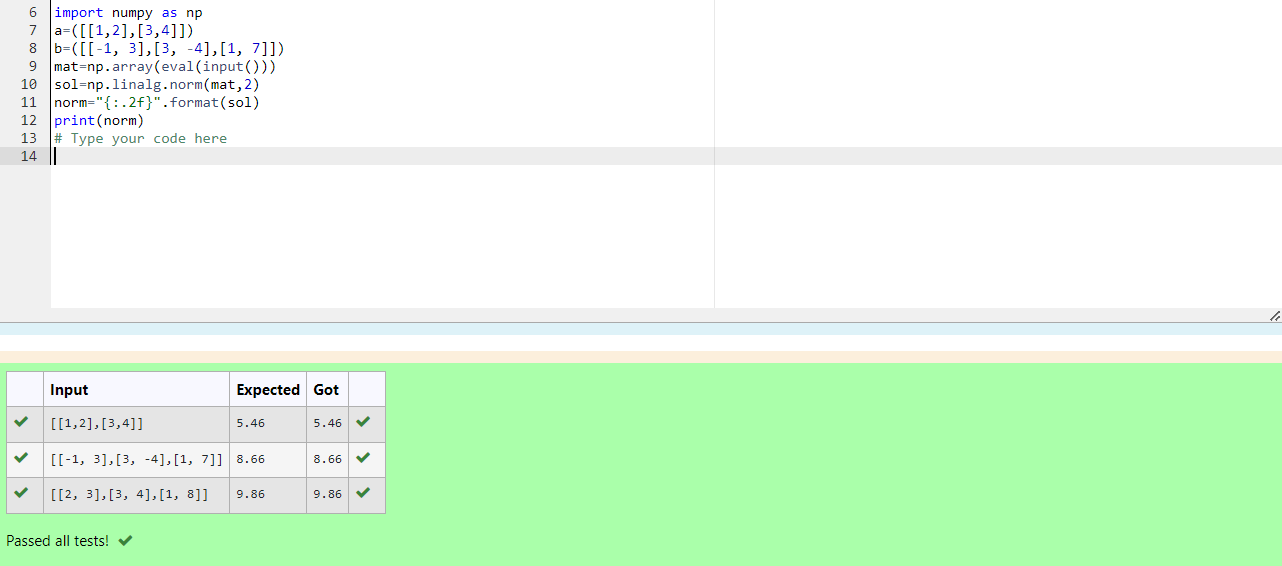 6 import numpy as np
7 a=([[1,2],[3,4]])
8 b=([[-1, 3],[3, -4],[1, 7]])
9 mat=np.array(eval(input()))
10 sol=np.linalg.norm(mat,2)
11 norm="{:.2f}".format(sol)
12 print(norm)
13 # Type your code here
14
Input Expected Got
[[1,2],[3,4]] 5.46 5.46
[[-1, 3],[3, -4],[1, 7]] 8.66 8.66
[[2, 3],[3, 4],[1, 8]] 9.86 9.86
Passed all tests!